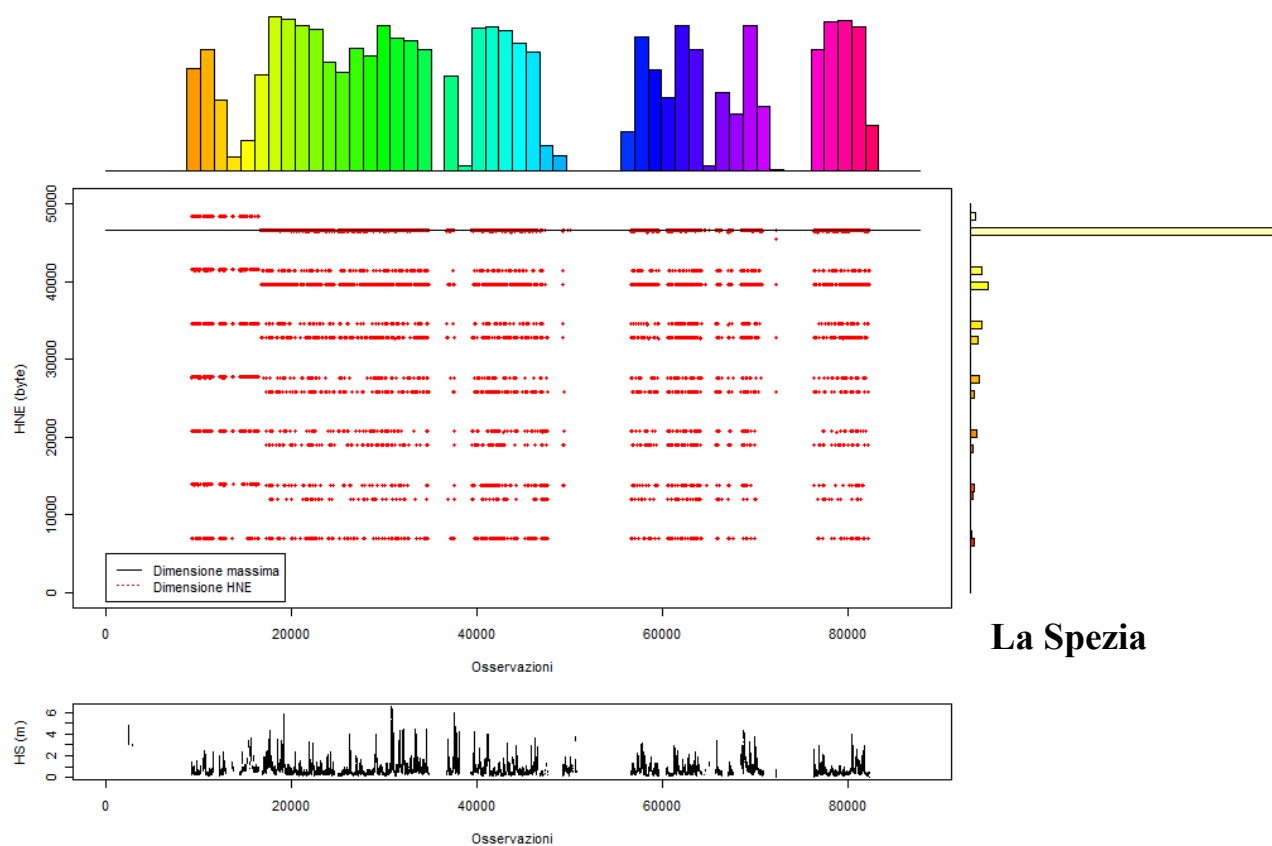 50000
40000
30000
20000
10000
0
HNE (byte)
Dimensione massima
Dimensione HNE
0 20000 40000 60000 80000
Osservazioni
La Spezia
6
4
2
0
HS (m)
0 20000 40000 60000 80000
Osservazioni